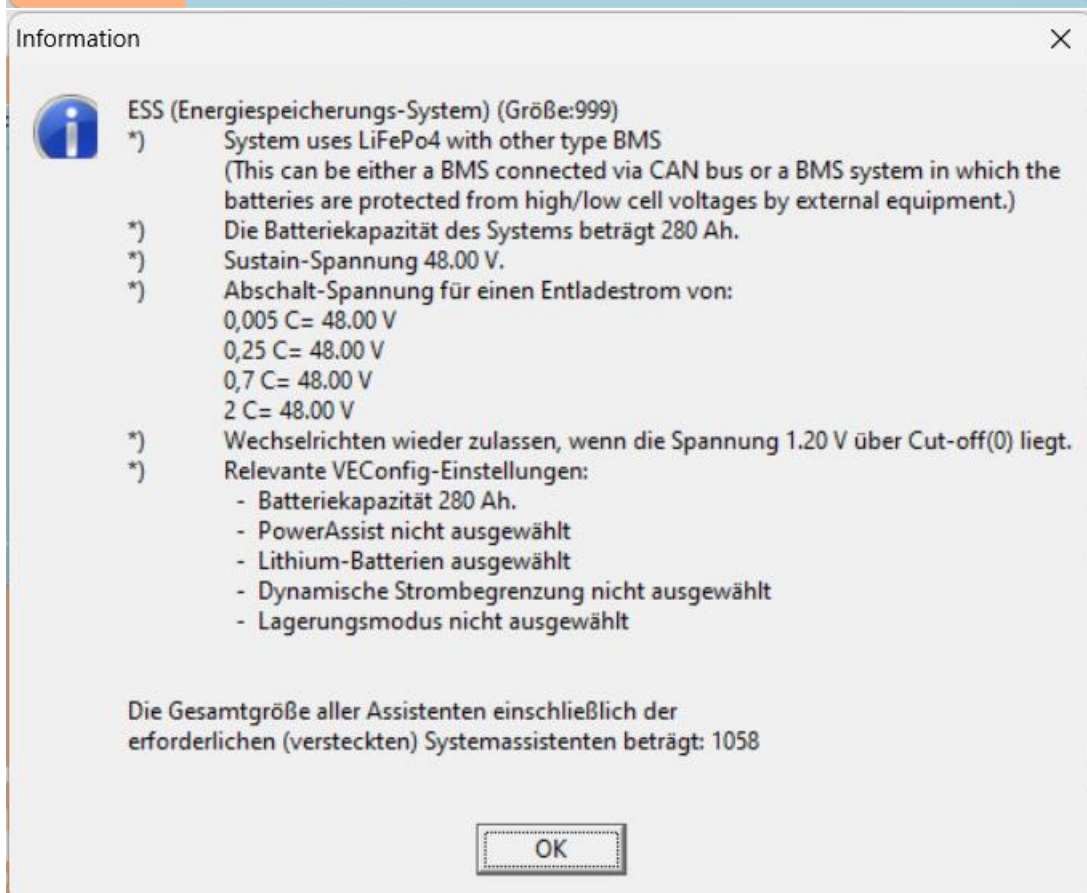 Information
ESS (Energiespeicherungs-System) (Größe:999)
*) System uses LiFePo4 with other type BMS
(This can be either a BMS connected via CAN bus or a BMS system in which the
batteries are protected from high/low cell voltages by external equipment.)
*) Die Batteriekapazität des Systems beträgt 280 Ah.
*) Sustain-Spannung 48.00 V.
*) Abschalt-Spannung für einen Entladestrom von:
0,005 C= 48.00 V
0,25 C= 48.00 V
0,7 C= 48.00 V
2 C= 48.00 V
*) Wechselrichten wieder zulassen, wenn die Spannung 1.20 V über Cut-off(0) liegt.
*) Relevante VEConfig-Einstellungen:
- Batteriekapazität 280 Ah.
- PowerAssist nicht ausgewählt
- Lithium-Batterien ausgewählt
- Dynamische Strombegrenzung nicht ausgewählt
- Lagerungsmodus nicht ausgewählt
Die Gesamtgröße aller Assistenten einschließlich der
erforderlichen (versteckten) Systemassistenten beträgt: 1058
OK